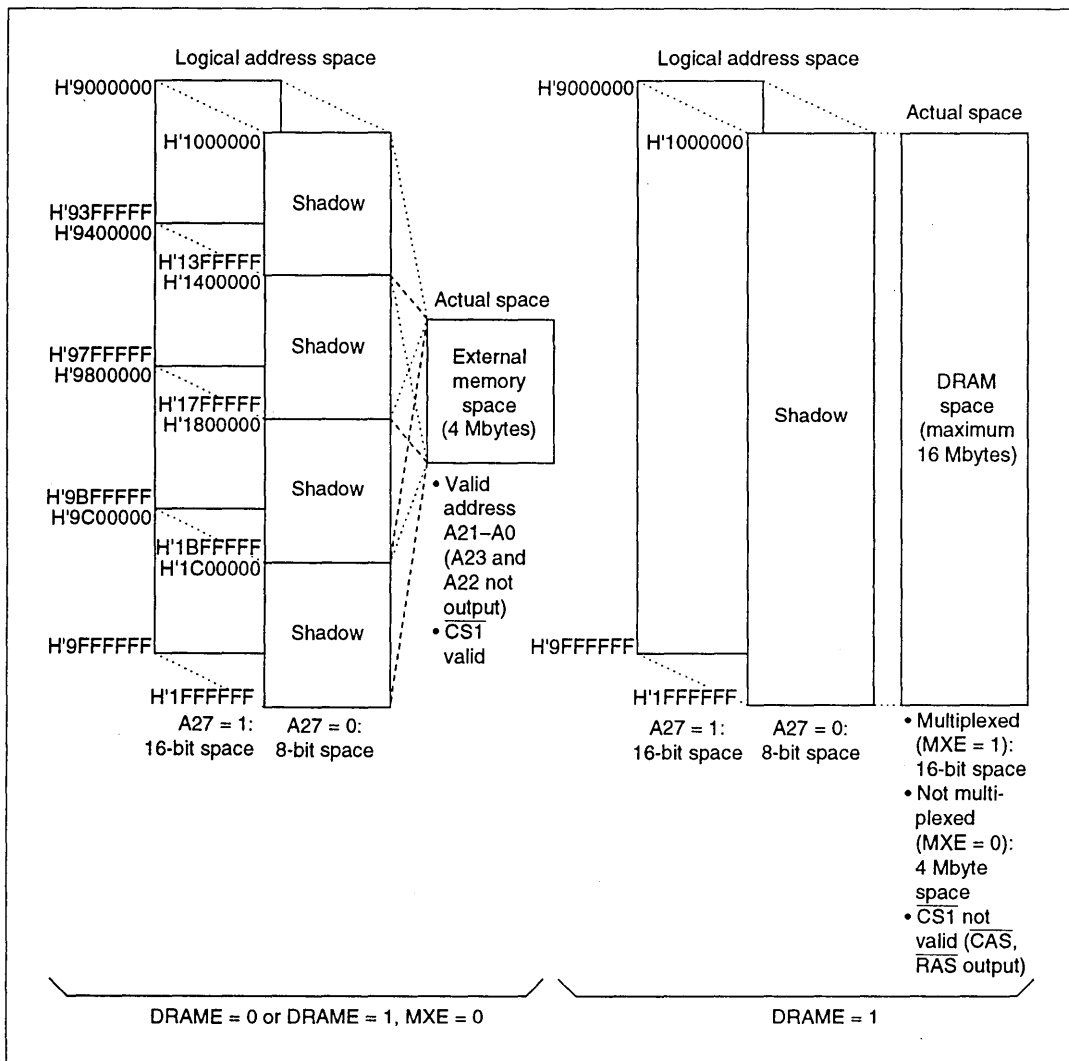 Logical address space
H'9000000
H'1000000
Shadow
H'93FFFFF
H'9400000
H'13FFFFF
H'1400000
Shadow
H'97FFFFF
H'9800000
H'17FFFFF
H'1800000
Shadow
H'9BFFFFF
H'9C00000
H'1BFFFFF
H'1C00000
Shadow
H'9FFFFFF
H'1FFFFFF
A27 = 1:
16-bit space
A27 = 0:
8-bit space
Actual space
External
memory
space
(4 Mbytes)
• Valid
address
A21–A0
(A23 and
A22 not
output)
• CS1
valid
DRAME = 0 or DRAME = 1, MXE = 0
Logical address space
H'9000000
H'1000000
Shadow
H'9FFFFFF
H'1FFFFFF
A27 = 1:
16-bit space
A27 = 0:
8-bit space
Actual space
DRAM
space
(maximum
16 Mbytes)
• Multiplexed
(MXE = 1):
16-bit space
• Not multi-
plexed
(MXE = 0):
4 Mbyte
space
• CS1 not
valid (CAS,
RAS output)
DRAME = 1